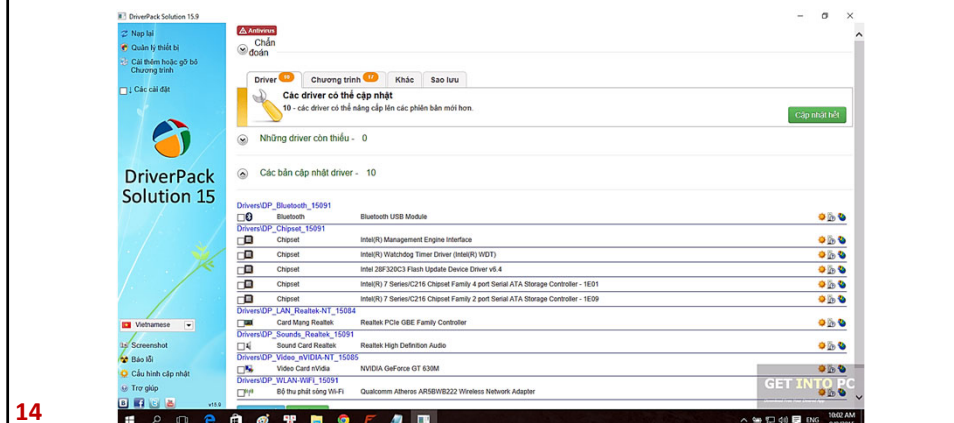 DriverPack Solution 15.9
Nạp lại
Quản lý thiết bị
Cài thêm hoặc gỡ bỏ
Chương trình
Các cài đặt
DriverPack
Solution 15
Vietnamese
Screenshot
Báo lỗi
Cấu hình cập nhật
Trợ giúp
v15.9
Antivirus
Chẩn
đoán
Driver
Chương trình
Khác
Sao lưu
Các driver có thể cập nhật
10 - các driver có thể nâng cấp lên các phiên bản mới hơn.
Cập nhật hết
Những driver còn thiếu - 0
Các bản cập nhật driver - 10
Drivers\DP_Bluetooth_15091
Bluetooth Bluetooth USB Module
Drivers\DP_Chipset_15091
Chipset Intel(R) Management Engine Interface
Chipset Intel(R) Watchdog Timer Driver (Intel(R) WDT)
Chipset Intel 28F320C3 Flash Update Device Driver v6.4
Chipset Intel(R) 7 Series/C216 Chipset Family 4 port Serial ATA Storage Controller - 1E01
Chipset Intel(R) 7 Series/C216 Chipset Family 2 port Serial ATA Storage Controller - 1E09
Drivers\DP_LAN_Realtek-NT_15084
Card Mạng Realtek Realtek PCIe GBE Family Controller
Drivers\DP_Sounds_Realtek_15091
Sound Card Realtek Realtek High Definition Audio
Drivers\DP_Video_nVIDIA-NT_15085
Video Card nVidia NVIDIA GeForce GT 630M
Drivers\DP_WLAN-WiFi_15091
Bộ thu phát sóng Wi-Fi Qualcomm Atheros AR5BWB222 Wireless Network Adapter
GET INTO PC
ENG
10:02 AM
14